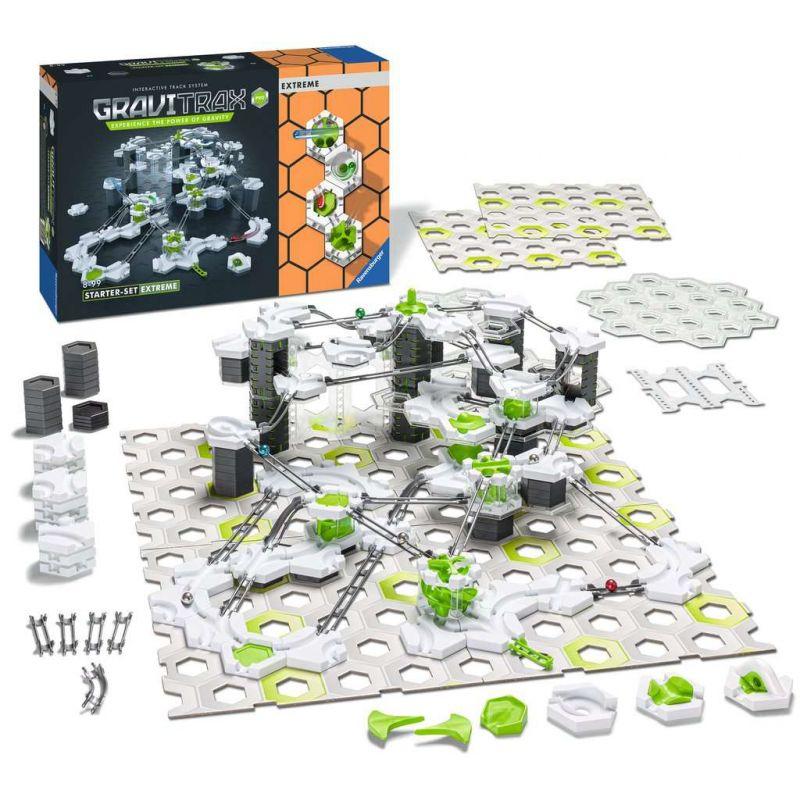 INTERACTIVE TRACK SYSTEM
GRAVITRAX PRO
EXPERIENCE THE POWER OF GRAVITY
EXTREME
8-99
STARTER-SET EXTREME
Ravensburger